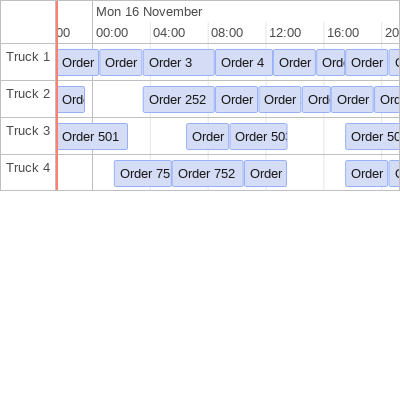 Mon 16 November
00 00:00 04:00 08:00 12:00 16:00 20
Truck 1 Order Order Order 3 Order 4 Order Ord Order
Truck 2 Ord Order 252 Order Order Ord Order Ord
Truck 3 Order 501 Order Order 503 Order 50
Truck 4 Order 75 Order 752 Order Order